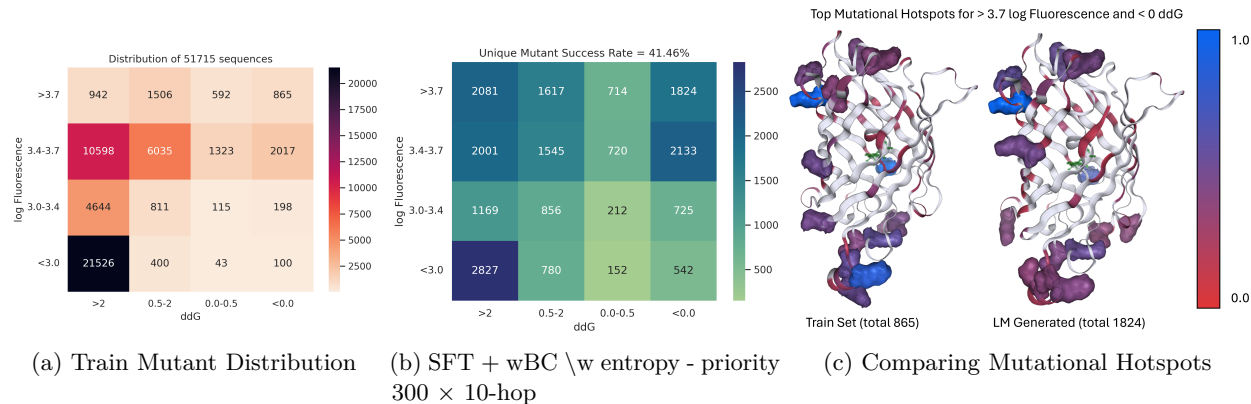 Distribution of 51715 sequences
>3.7 942 1506 592 865
3.4-3.7 10598 6035 1323 2017
3.0-3.4 4644 811 115 198
<3.0 21526 400 43 100
>2 0.5-2 0.0-0.5 <0.0
ddG
log Fluorescence
20000
17500
15000
12500
10000
7500
5000
2500
(a) Train Mutant Distribution
Unique Mutant Success Rate = 41.46%
>3.7 2081 1617 714 1824
3.4-3.7 2001 1545 720 2133
3.0-3.4 1169 856 212 725
<3.0 2827 780 152 542
>2 0.5-2 0.0-0.5 <0.0
ddG
log Fluorescence
2500
2000
1500
1000
500
(b) SFT + wBC \w entropy - priority
300 × 10-hop
Top Mutational Hotspots for > 3.7 log Fluorescence and < 0 ddG
1.0
0.0
Train Set (total 865)
LM Generated (total 1824)
(c) Comparing Mutational Hotspots